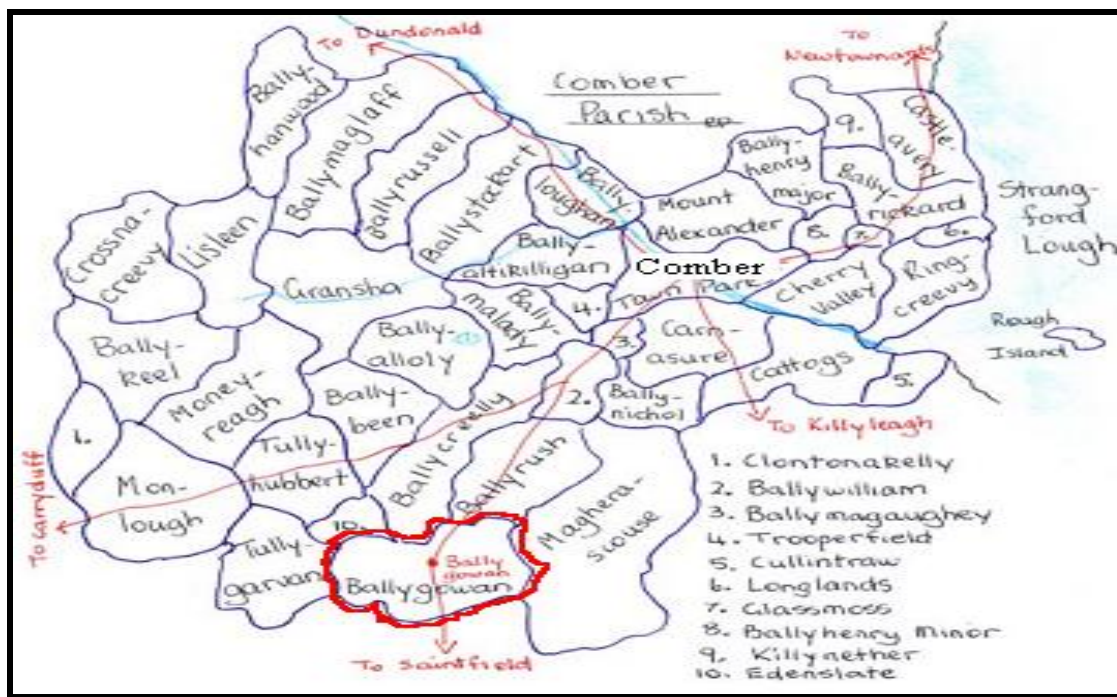 To Dundonald
To
Newtownards
Comber
Parish
Bally-
hanwood
Ballymaglaff
Ballyrussell
Ballystockart
Bally-
loughan
Mount
Alexander
Bally-
henry
major
9.
Castle
avery
Bally-
rickard
8.
7.
6.
Strang-
ford
Lough
Crossna-
creevy
Lisleen
Gransha
Bally-
altikilligan
Comber
Town Park
Cherry
Valley
Ring-
creevy
Rough
Island
Bally-
malady
4.
3.
Carn-
asure
Cattogs
5.
Bally-
keel
Bally-
alloly
Money-
reagh
Bally-
been
Ballycreelly
2.
Bally-
nichol
To Killyleagh
1.
Mon-
lough
Tully-
hubbert
Ballyrush
Maghera-
scouse
To Carryduff
Tully-
garvan
10.
Bally
gowan
Ballygowan
To Saintfield
1. Clontonakelly
2. Ballywilliam
3. Ballymagaughey
4. Trooperfield
5. Cullintraw
6. Longlands
7. Glassmoss
8. Ballyhenry Minor
9. Killynether
10. Edenslate